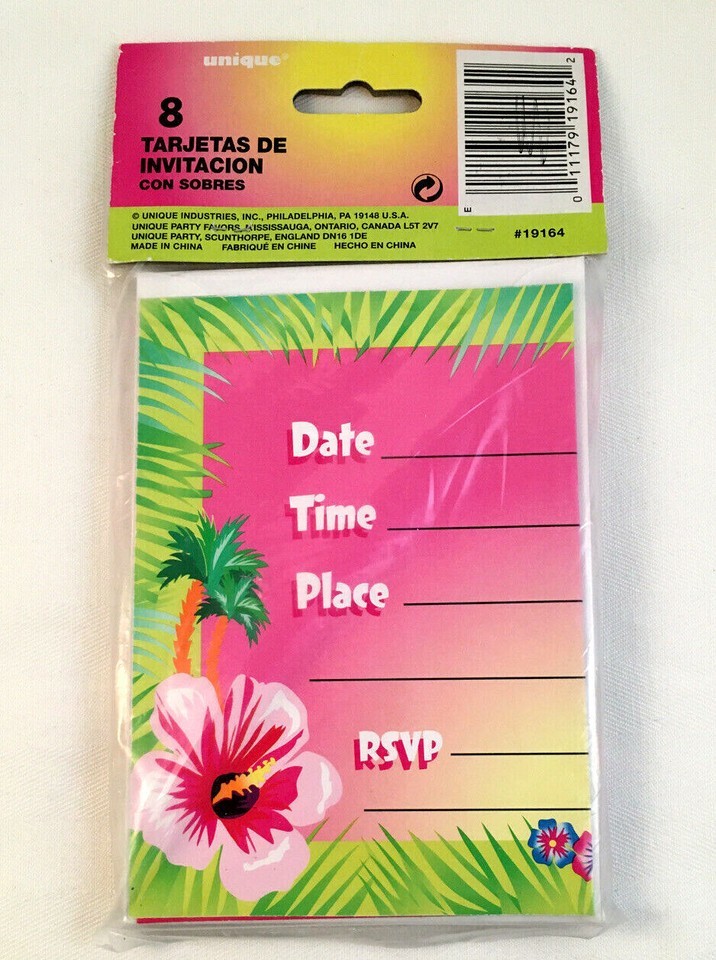 unique®
8
TARJETAS DE
INVITACION
CON SOBRES
© UNIQUE INDUSTRIES, INC., PHILADELPHIA, PA 19148 U.S.A.
UNIQUE PARTY FAVORS, MISSISSAUGA, ONTARIO, CANADA L5T 2V7
UNIQUE PARTY, SCUNTHORPE, ENGLAND DN16 1DE
MADE IN CHINA FABRIQUÉ EN CHINE HECHO EN CHINA
E
0 11179 19164 2
#19164
Date
Time
Place
RSVP